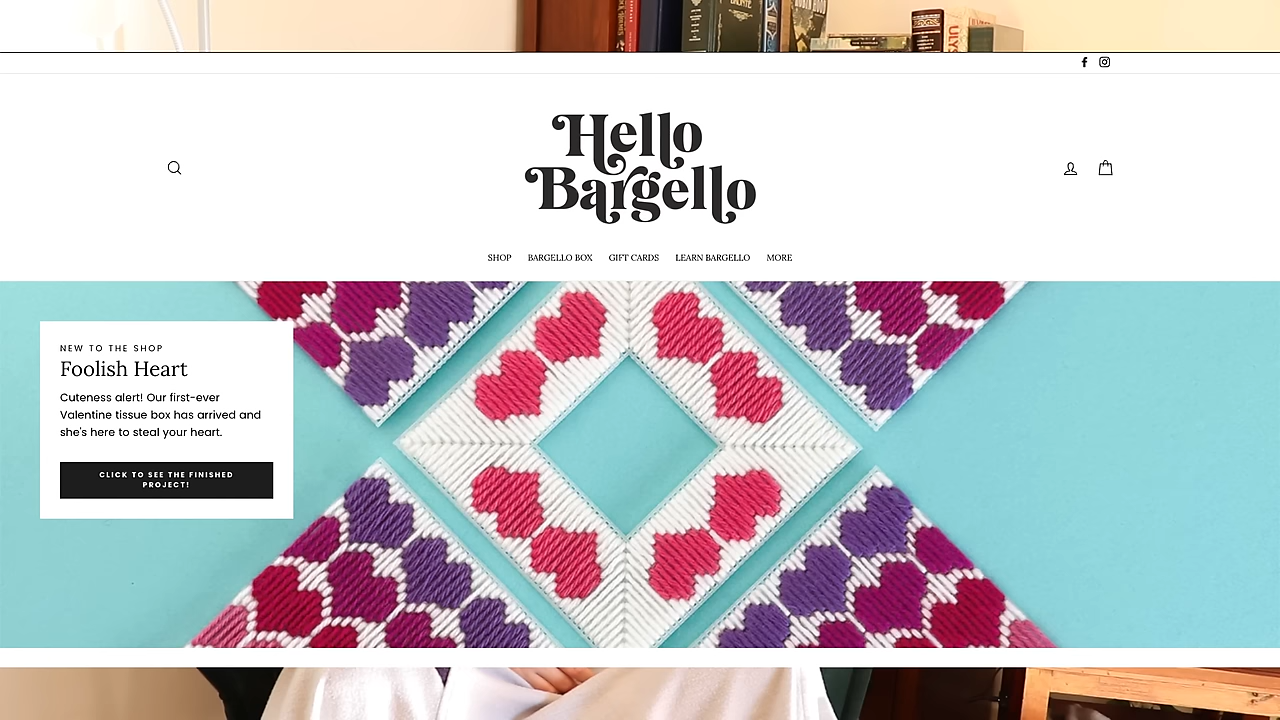 ULYS
Hello
Bargello
SHOP BARGELLO BOX GIFT CARDS LEARN BARGELLO MORE
NEW TO THE SHOP
Foolish Heart
Cuteness alert! Our first-ever
Valentine tissue box has arrived and
she's here to steal your heart.
CLICK TO SEE THE FINISHED
PROJECT!